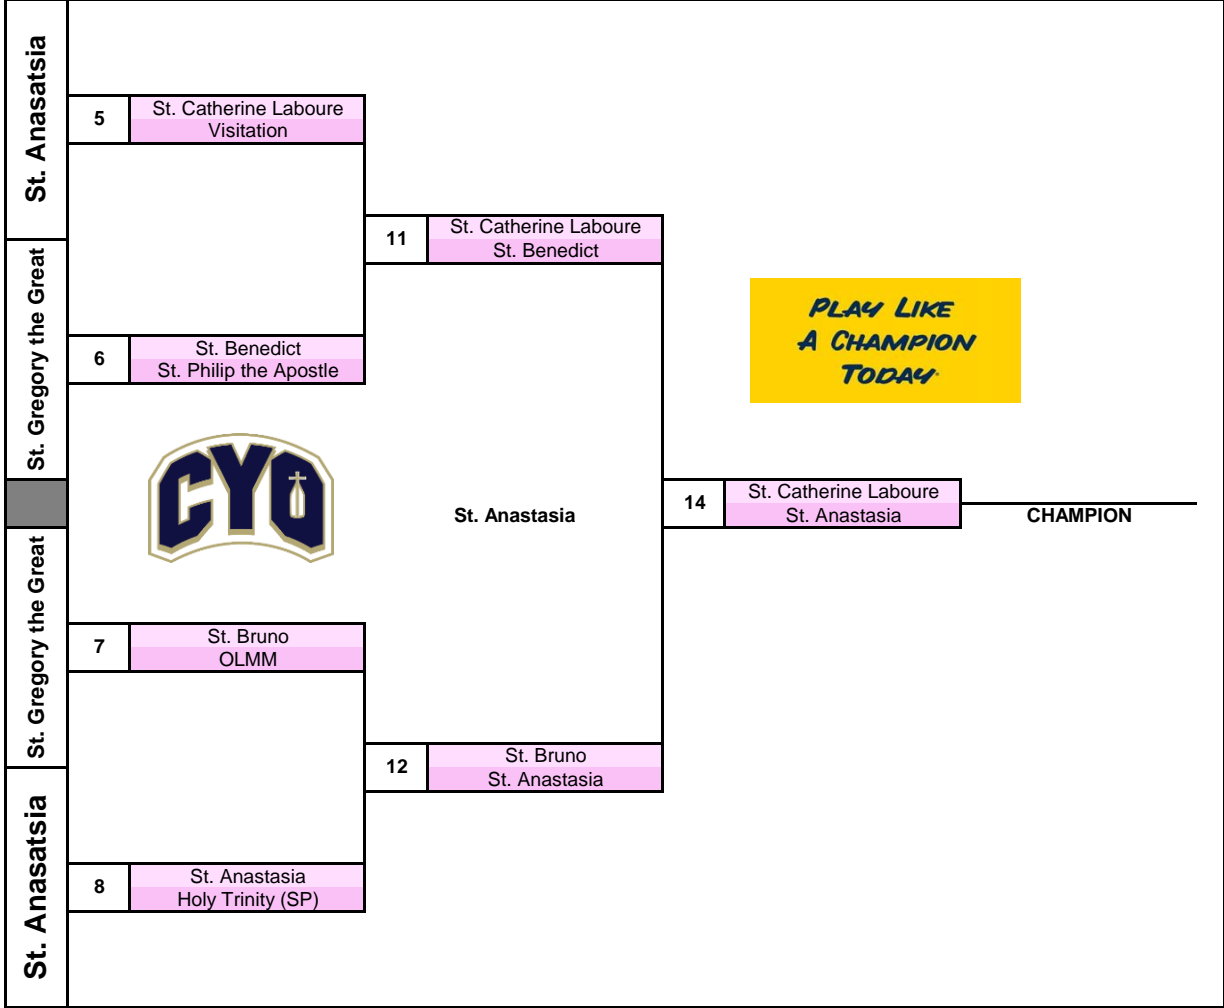 St. Anasatsia
5
St. Catherine Laboure
Visitation
11
St. Catherine Laboure
St. Benedict
St. Gregory the Great
PLAY LIKE
A CHAMPION
TODAY
6
St. Benedict
St. Philip the Apostle
CYO
14
St. Catherine Laboure
St. Anastasia
St. Anastasia
CHAMPION
St. Gregory the Great
7
St. Bruno
OLMM
12
St. Bruno
St. Anastasia
St. Anasatsia
8
St. Anastasia
Holy Trinity (SP)